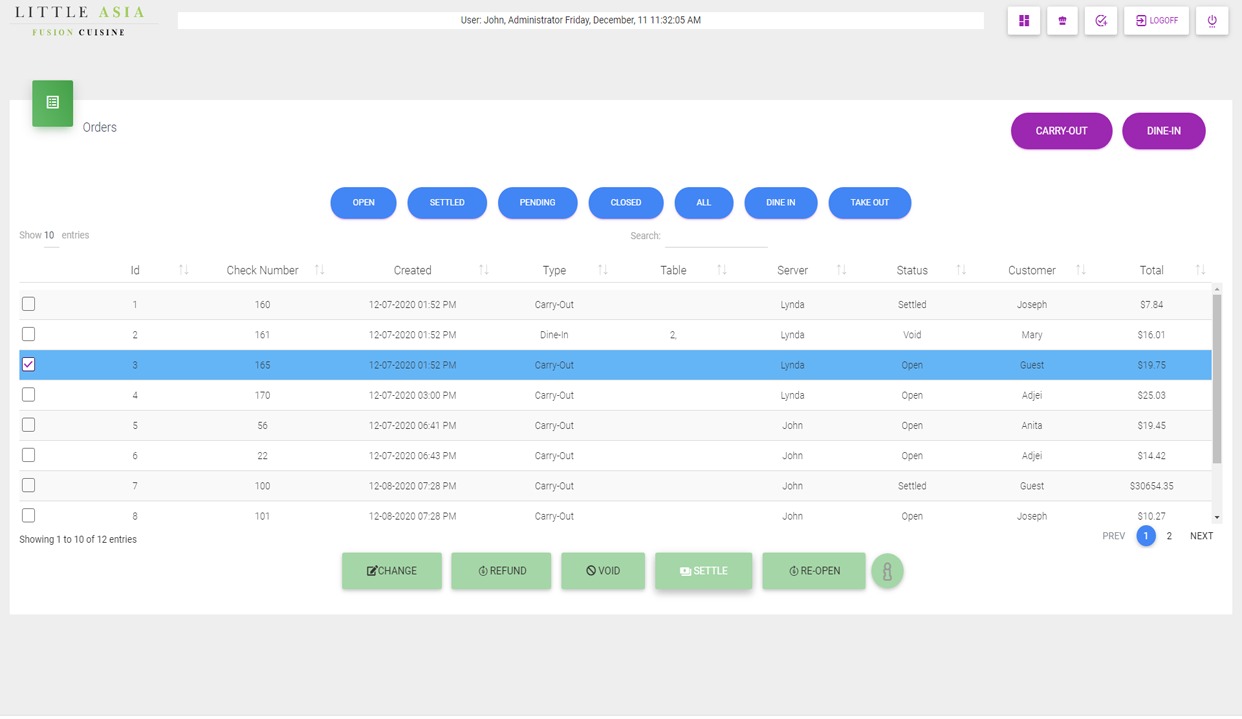 LITTLE ASIA
FUSION CUISINE
User: John, Administrator Friday, December, 11 11:32:05 AM
LOGOFF
Orders
CARRY-OUT DINE-IN
OPEN SETTLED PENDING CLOSED ALL DINE IN TAKE OUT
Show 10 entries Search:
Id Check Number Created Type Table Server Status Customer Total
1 160 12-07-2020 01:52 PM Carry-Out Lynda Settled Joseph $7.84
2 161 12-07-2020 01:52 PM Dine-In 2, Lynda Void Mary $16.01
3 165 12-07-2020 01:52 PM Carry-Out Lynda Open Guest $19.75
4 170 12-07-2020 03:00 PM Carry-Out Lynda Open Adjei $25.03
5 56 12-07-2020 06:41 PM Carry-Out John Open Anita $19.45
6 22 12-07-2020 06:43 PM Carry-Out John Open Adjei $14.42
7 100 12-08-2020 07:28 PM Carry-Out John Settled Guest $30654.35
8 101 12-08-2020 07:28 PM Carry-Out John Open Joseph $10.27
Showing 1 to 10 of 12 entries PREV 1 2 NEXT
CHANGE REFUND VOID SETTLE RE-OPEN